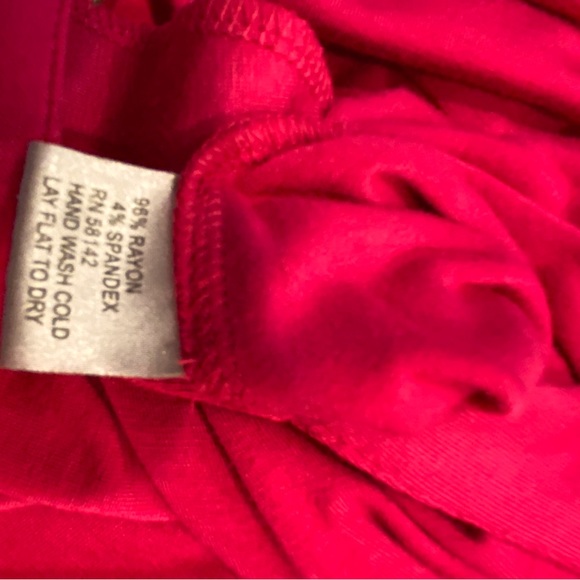 96% RAYON
4% SPANDEX
RN 58142
HAND WASH COLD
LAY FLAT TO DRY